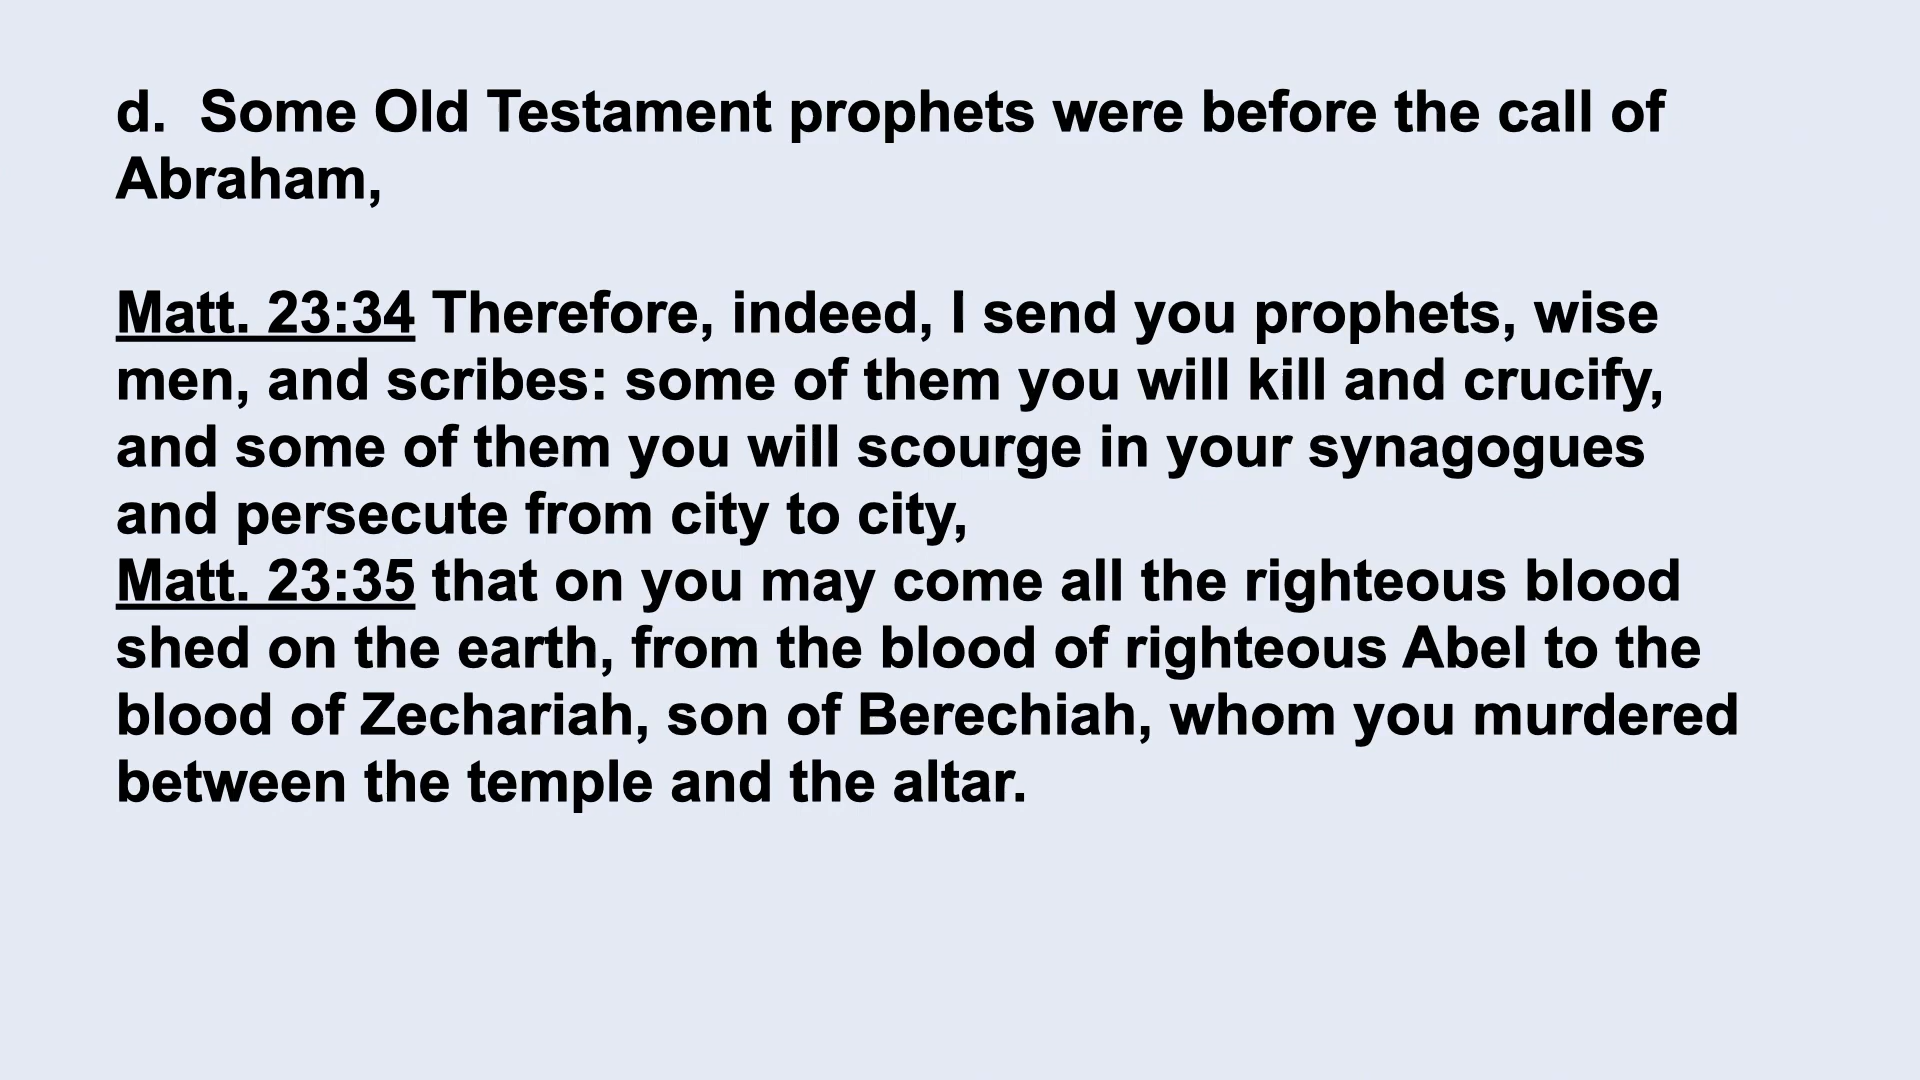 d.  Some Old Testament prophets were before the call of
Abraham,
Matt. 23:34 Therefore, indeed, I send you prophets, wise
men, and scribes: some of them you will kill and crucify,
and some of them you will scourge in your synagogues
and persecute from city to city,
Matt. 23:35 that on you may come all the righteous blood
shed on the earth, from the blood of righteous Abel to the
blood of Zechariah, son of Berechiah, whom you murdered
between the temple and the altar.